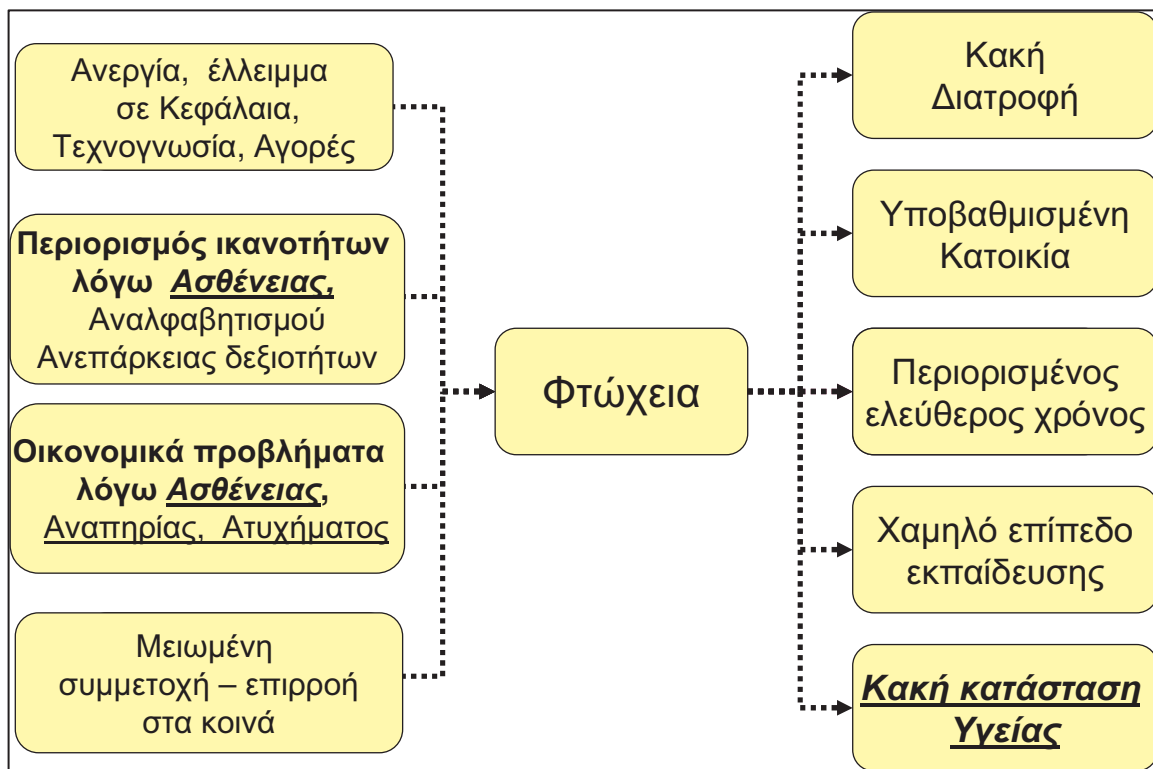 Ανεργία, έλλειμμα
σε Κεφάλαια,
Τεχνογνωσία, Αγορές
Περιορισμός ικανοτήτων
λόγω Ασθένειας,
Αναλφαβητισμού
Ανεπάρκειας δεξιοτήτων
Οικονομικά προβλήματα
λόγω Ασθένειας,
Αναπηρίας, Ατυχήματος
Μειωμένη
συμμετοχή – επιρροή
στα κοινά
Φτώχεια
Κακή
Διατροφή
Υποβαθμισμένη
Κατοικία
Περιορισμένος
ελεύθερος χρόνος
Χαμηλό επίπεδο
εκπαίδευσης
Κακή κατάσταση
Υγείας